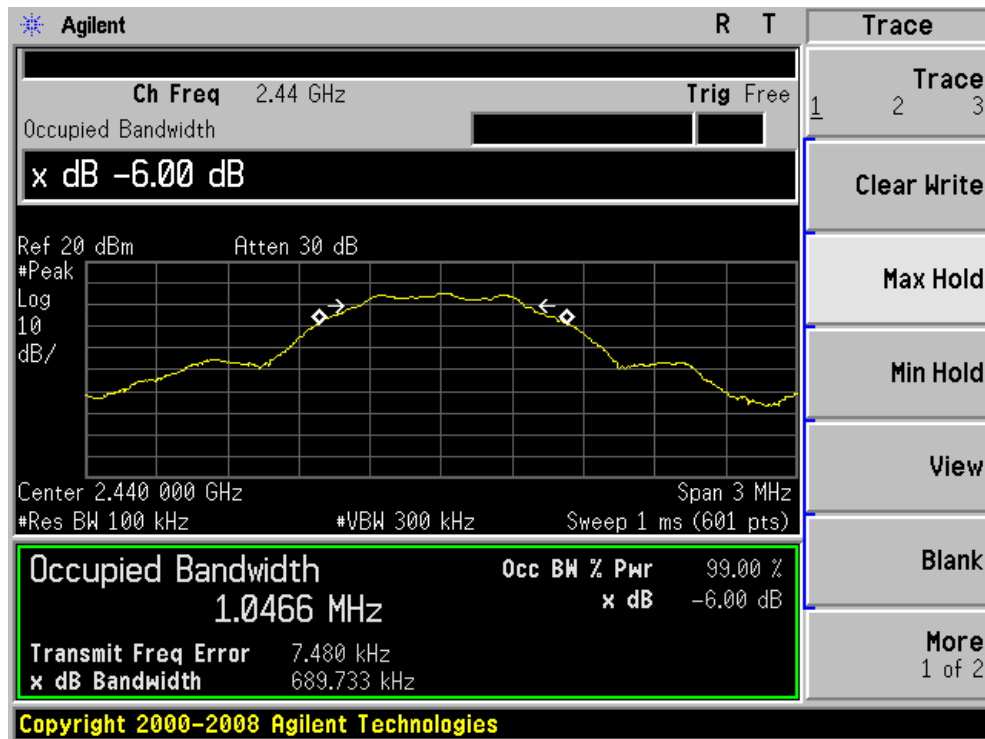 Agilent R T
Ch Freq 2.44 GHz Trig Free
Occupied Bandwidth
x dB -6.00 dB
Ref 20 dBm Atten 30 dB
#Peak
Log
10
dB/
Center 2.440 000 GHz Span 3 MHz
#Res BW 100 kHz #VBW 300 kHz Sweep 1 ms (601 pts)
Occupied Bandwidth
1.0466 MHz
Occ BW % Pwr 99.00 %
x dB -6.00 dB
Transmit Freq Error 7.480 kHz
x dB Bandwidth 689.733 kHz
Copyright 2000-2008 Agilent Technologies
Trace
Trace
1 2 3
Clear Write
Max Hold
Min Hold
View
Blank
More
1 of 2